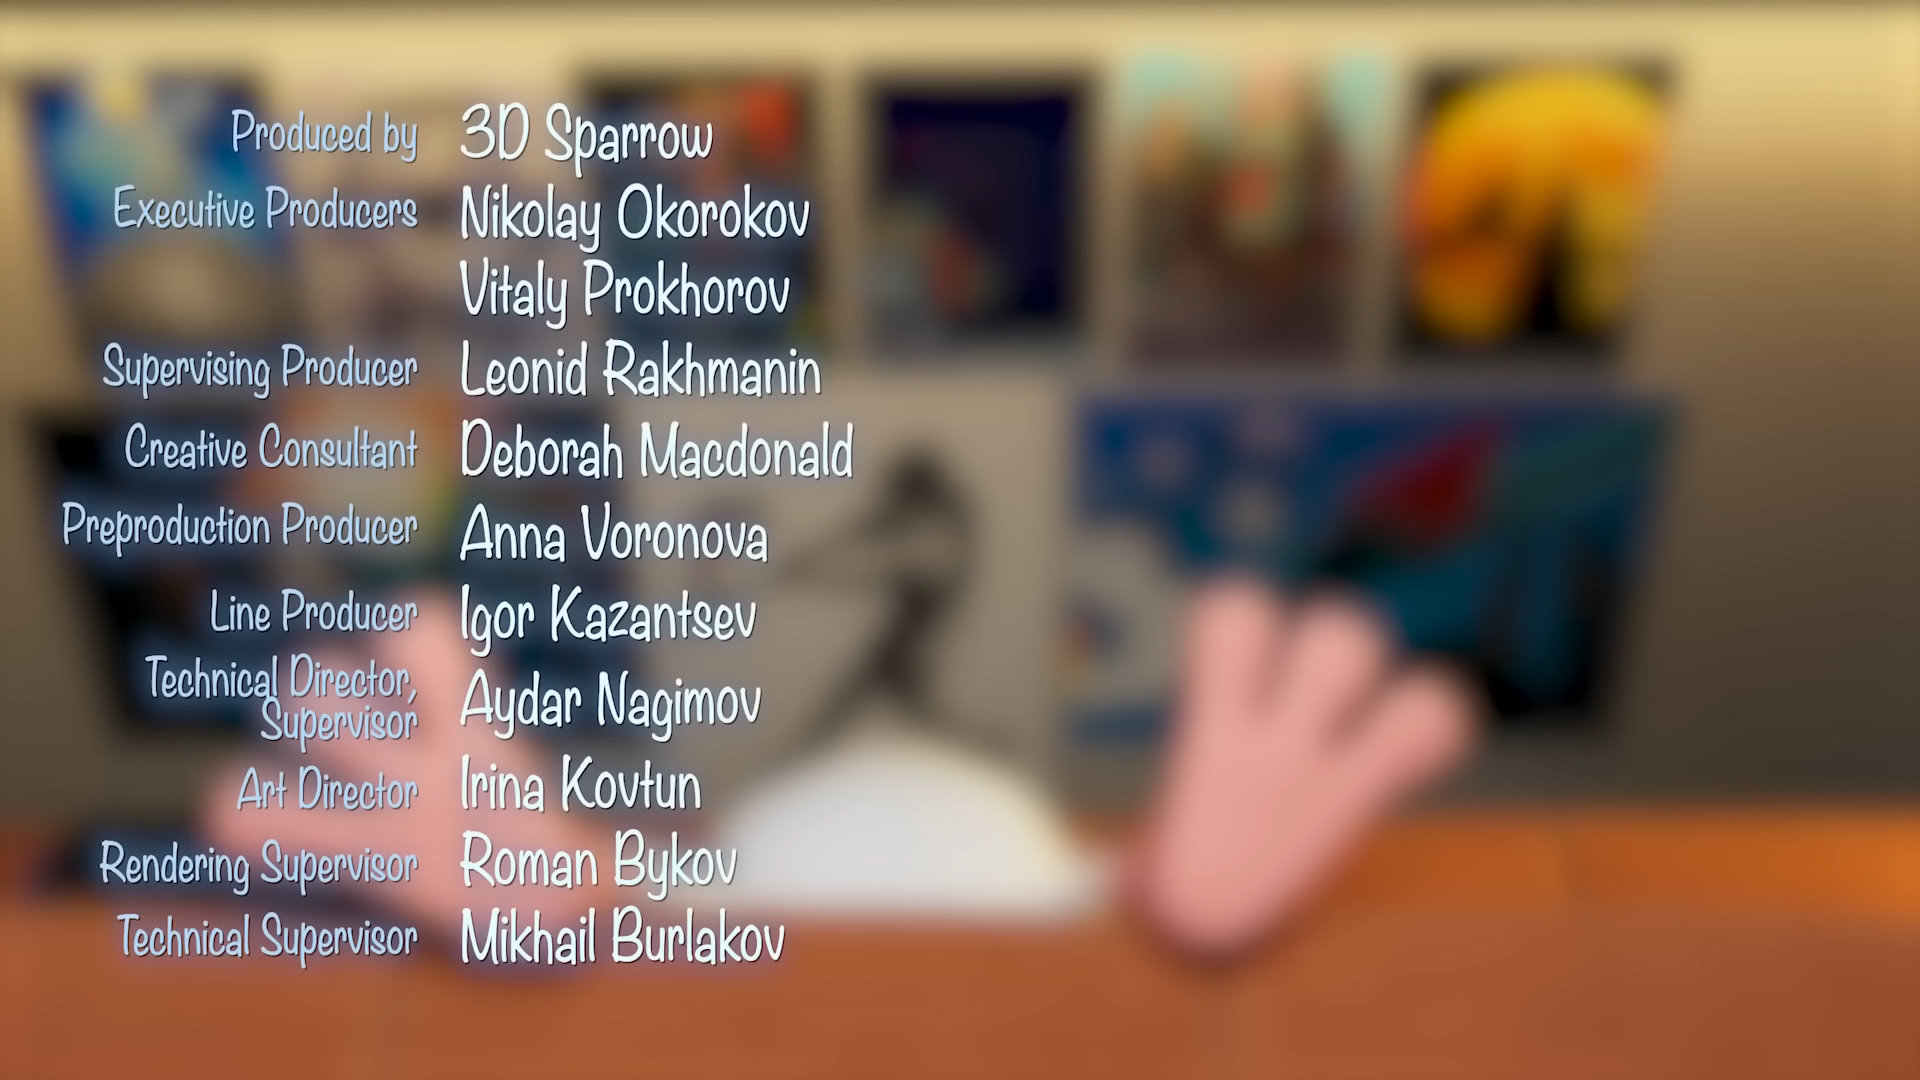 Produced by 3D Sparrow
Executive Producers Nikolay Okorokov
Vitaly Prokhorov
Supervising Producer Leonid Rakhmanin
Creative Consultant Deborah Macdonald
Preproduction Producer Anna Voronova
Line Producer Igor Kazantsev
Technical Director,
Supervisor Aydar Nagimov
Art Director Irina Kovtun
Rendering Supervisor Roman Bykov
Technical Supervisor Mikhail Burlakov